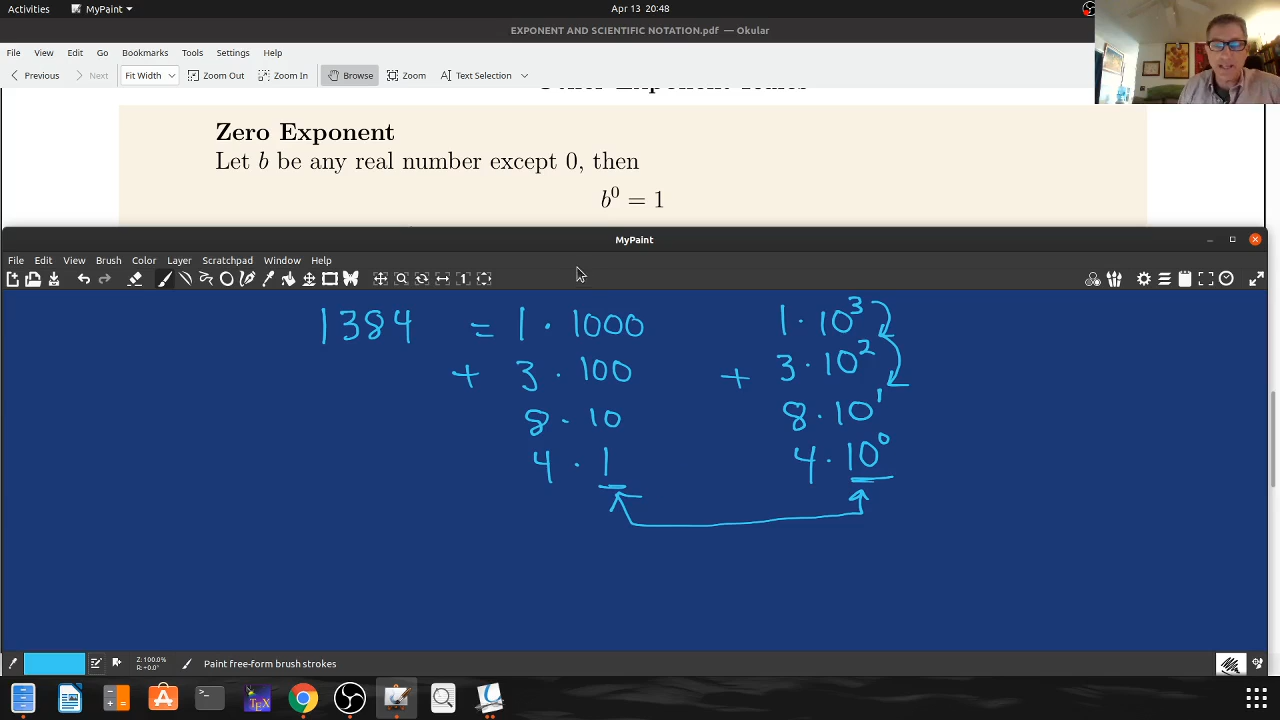 Activities MyPaint Apr 13 20:48
EXPONENT AND SCIENTIFIC NOTATION.pdf — Okular
File View Edit Go Bookmarks Tools Settings Help
Previous Next Fit Width Zoom Out Zoom In Browse Zoom Text Selection
Zero Exponent
Let b be any real number except 0, then
b⁰ = 1
MyPaint
File Edit View Brush Color Layer Scratchpad Window Help
1384 = 1 · 1000 1 · 10³
+ 3 · 100 + 3 · 10²
8 · 10 8 · 10¹
4 · 1 4 · 10⁰
Z: 100.0%
R: +0.0°
Paint free-form brush strokes